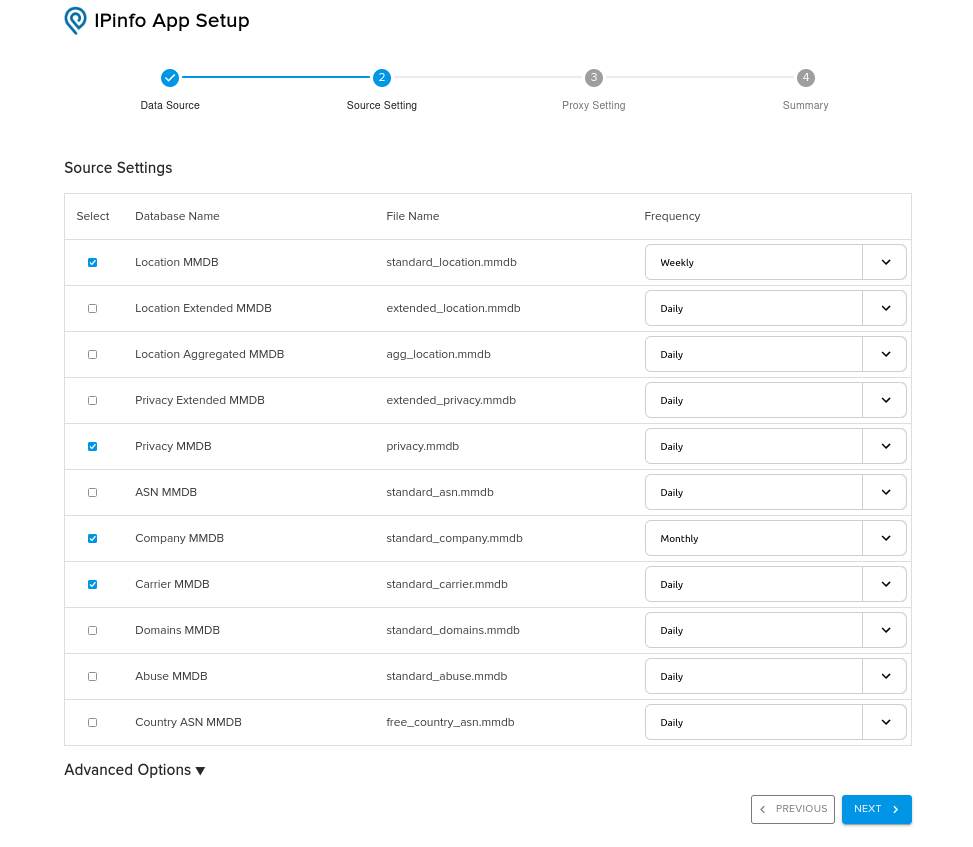 IPinfo App Setup
2 3 4
Data Source Source Setting Proxy Setting Summary
Source Settings
Select Database Name File Name Frequency
Location MMDB standard_location.mmdb Weekly
Location Extended MMDB extended_location.mmdb Daily
Location Aggregated MMDB agg_location.mmdb Daily
Privacy Extended MMDB extended_privacy.mmdb Daily
Privacy MMDB privacy.mmdb Daily
ASN MMDB standard_asn.mmdb Daily
Company MMDB standard_company.mmdb Monthly
Carrier MMDB standard_carrier.mmdb Daily
Domains MMDB standard_domains.mmdb Daily
Abuse MMDB standard_abuse.mmdb Daily
Country ASN MMDB free_country_asn.mmdb Daily
Advanced Options ▼
PREVIOUS NEXT